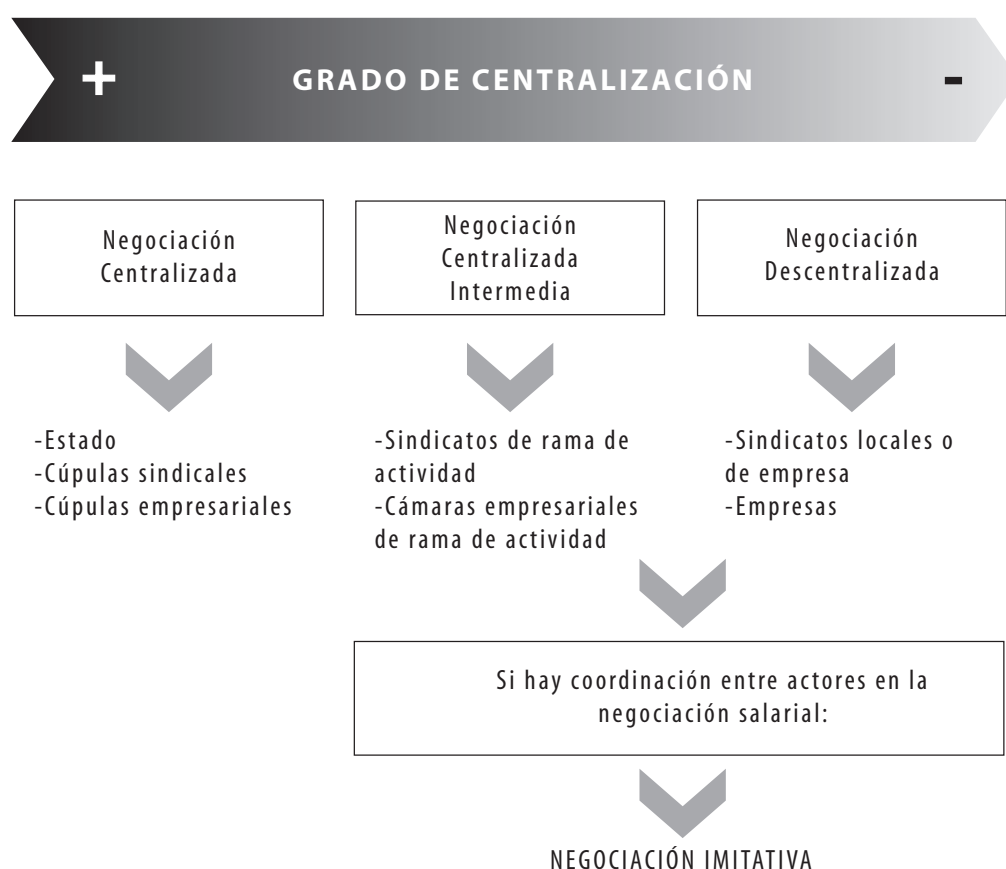 + GRADO DE CENTRALIZACIÓN -
Negociación
Centralizada
-Estado
-Cúpulas sindicales
-Cúpulas empresariales
Negociación
Centralizada
Intermedia
-Sindicatos de rama de
actividad
-Cámaras empresariales
de rama de actividad
Negociación
Descentralizada
-Sindicatos locales o
de empresa
-Empresas
Si hay coordinación entre actores en la
negociación salarial:
NEGOCIACIÓN IMITATIVA